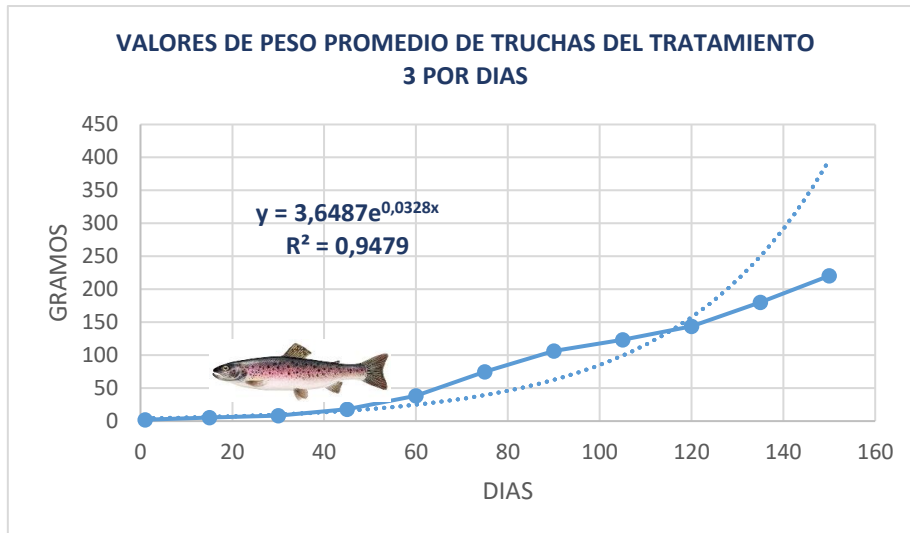 VALORES DE PESO PROMEDIO DE TRUCHAS DEL TRATAMIENTO
3 POR DIAS
450
400
350
300
250
200
150
100
50
0
GRAMOS
y = 3,6487e^0,0328x
R² = 0,9479
0 20 40 60 80 100 120 140 160
DIAS